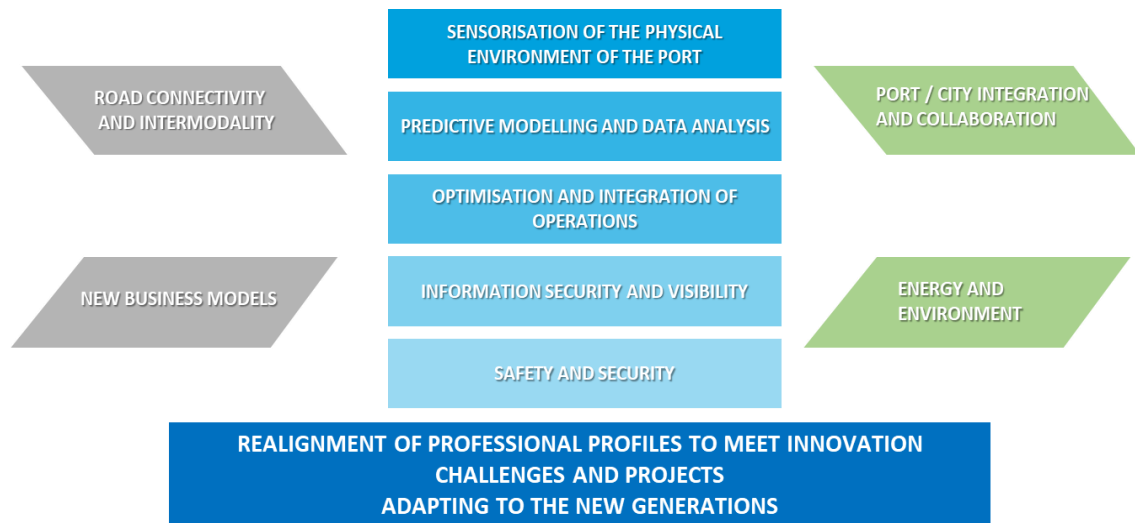 SENSORISATION OF THE PHYSICAL
ENVIRONMENT OF THE PORT
ROAD CONNECTIVITY
AND INTERMODALITY
PREDICTIVE MODELLING AND DATA ANALYSIS
PORT / CITY INTEGRATION
AND COLLABORATION
OPTIMISATION AND INTEGRATION OF
OPERATIONS
NEW BUSINESS MODELS
INFORMATION SECURITY AND VISIBILITY
ENERGY AND
ENVIRONMENT
SAFETY AND SECURITY
REALIGNMENT OF PROFESSIONAL PROFILES TO MEET INNOVATION
CHALLENGES AND PROJECTS
ADAPTING TO THE NEW GENERATIONS